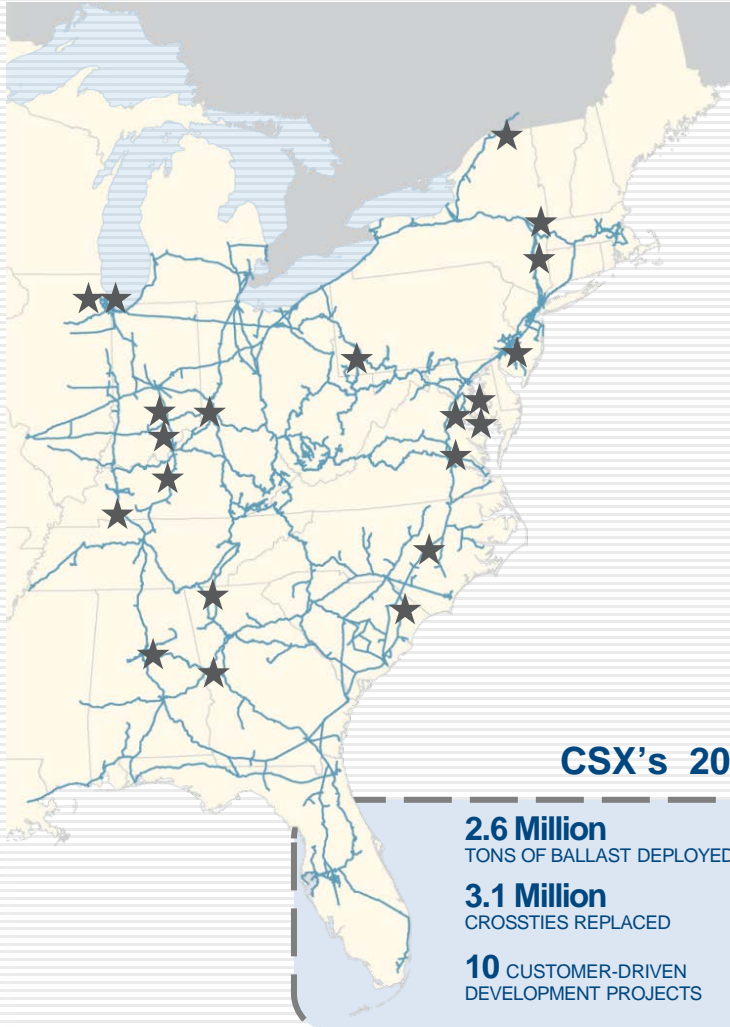 CSX's 20
2.6 Million
TONS OF BALLAST DEPLOYED
3.1 Million
CROSSTIES REPLACED
10 CUSTOMER-DRIVEN
DEVELOPMENT PROJECTS